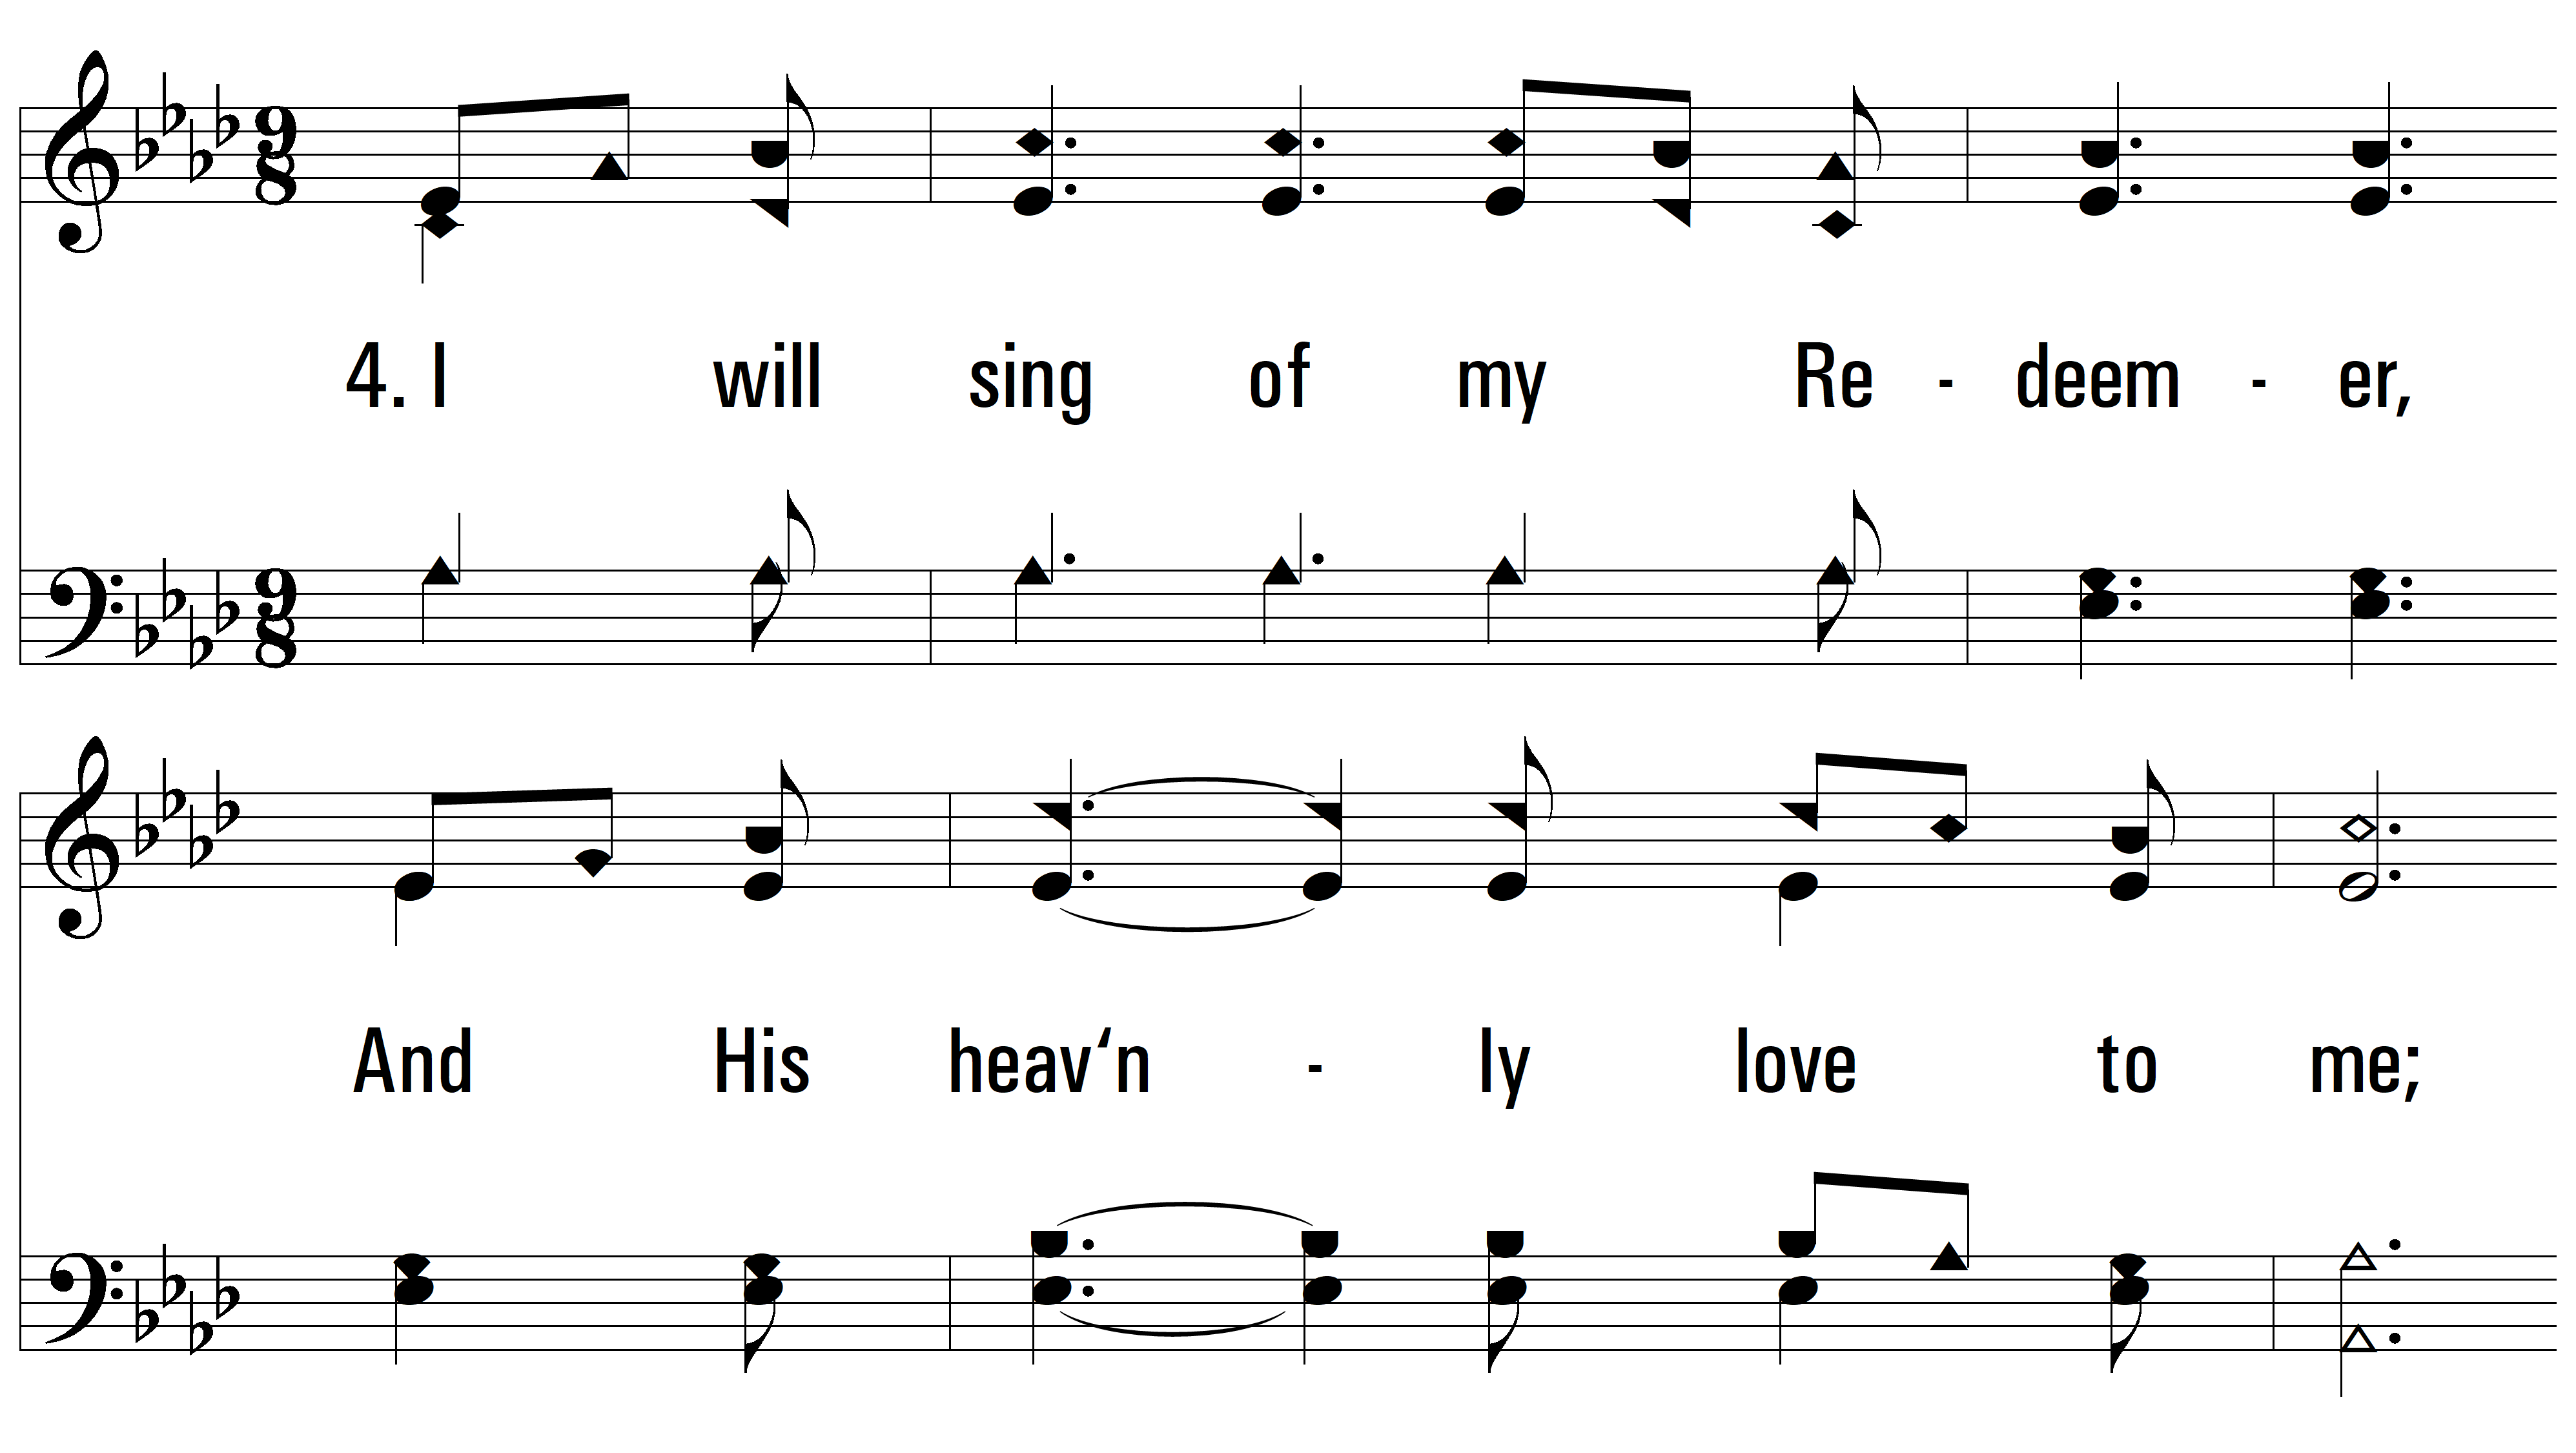 4. I will sing of my Re - deem - er,
And His heav‘n - ly love to me;